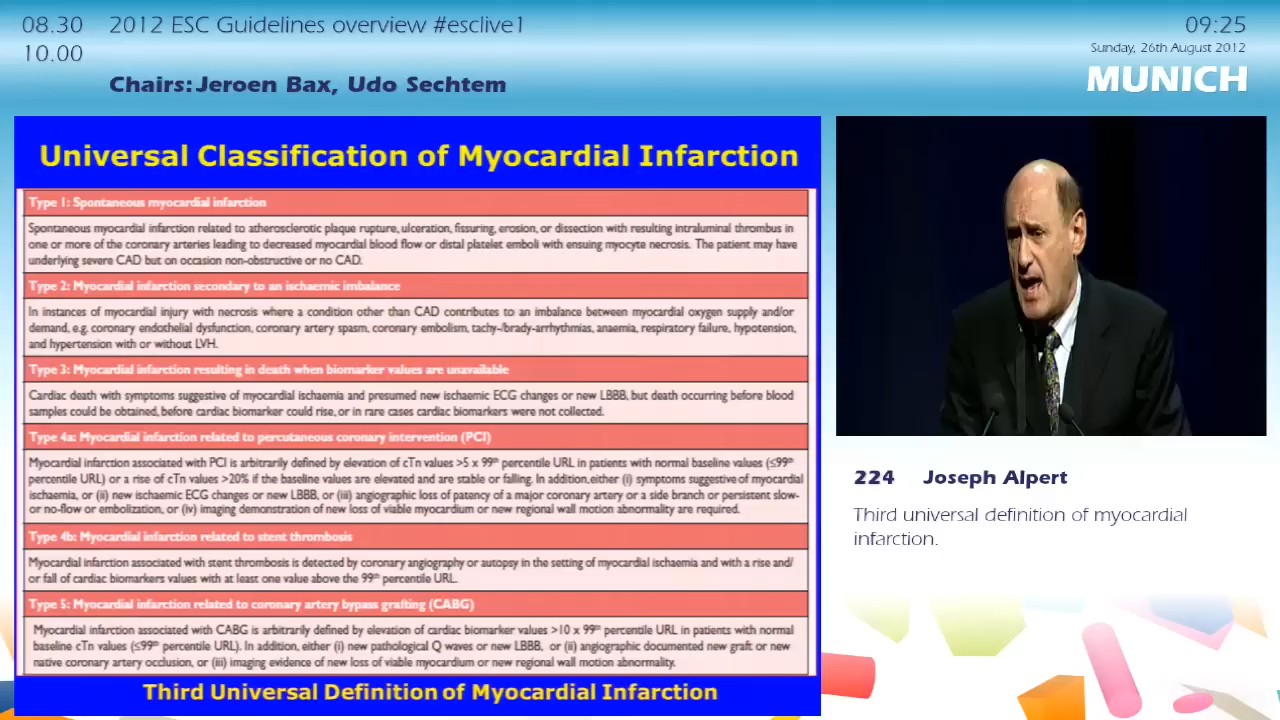 08.30 2012 ESC Guidelines overview #esclive1
10.00
Chairs: Jeroen Bax, Udo Sechtem
09:25
Sunday, 26th August 2012
MUNICH
Universal Classification of Myocardial Infarction
Type 1: Spontaneous myocardial infarction
Spontaneous myocardial infarction related to atherosclerotic plaque rupture, ulceration, fissuring, erosion, or dissection with resulting intraluminal thrombus in
one or more of the coronary arteries leading to decreased myocardial blood flow or distal platelet emboli with ensuing myocyte necrosis. The patient may have
underlying severe CAD but on occasion non-obstructive or no CAD.
Type 2: Myocardial infarction secondary to an ischaemic imbalance
In instances of myocardial injury with necrosis where a condition other than CAD contributes to an imbalance between myocardial oxygen supply and/or
demand, e.g. coronary endothelial dysfunction, coronary artery spasm, coronary embolism, tachy-/brady-arrhythmias, anaemia, respiratory failure, hypotension,
and hypertension with or without LVH.
Type 3: Myocardial infarction resulting in death when biomarker values are unavailable
Cardiac death with symptoms suggestive of myocardial ischaemia and presumed new ischaemic ECG changes or new LBBB, but death occurring before blood
samples could be obtained, before cardiac biomarker could rise, or in rare cases cardiac biomarkers were not collected.
Type 4a: Myocardial infarction related to percutaneous coronary intervention (PCI)
Myocardial infarction associated with PCI is arbitrarily defined by elevation of cTn values >5 x 99th percentile URL in patients with normal baseline values (≤99th
percentile URL) or a rise of cTn values >20% if the baseline values are elevated and are stable or falling. In addition, either (i) symptoms suggestive of myocardial
ischaemia, or (ii) new ischaemic ECG changes or new LBBB, or (iii) angiographic loss of patency of a major coronary artery or a side branch or persistent slow-
or no-flow or embolization, or (iv) imaging demonstration of new loss of viable myocardium or new regional wall motion abnormality are required.
Type 4b: Myocardial infarction related to stent thrombosis
Myocardial infarction associated with stent thrombosis is detected by coronary angiography or autopsy in the setting of myocardial ischaemia and with a rise and/
or fall of cardiac biomarkers values with at least one value above the 99th percentile URL.
Type 5: Myocardial infarction related to coronary artery bypass grafting (CABG)
Myocardial infarction associated with CABG is arbitrarily defined by elevation of cardiac biomarker values >10 x 99th percentile URL in patients with normal
baseline cTn values (≤99th percentile URL). In addition, either (i) new pathological Q waves or new LBBB, or (ii) angiographic documented new graft or new
native coronary artery occlusion, or (iii) imaging evidence of new loss of viable myocardium or new regional wall motion abnormality.
Third Universal Definition of Myocardial Infarction
224 Joseph Alpert
Third universal definition of myocardial
infarction.